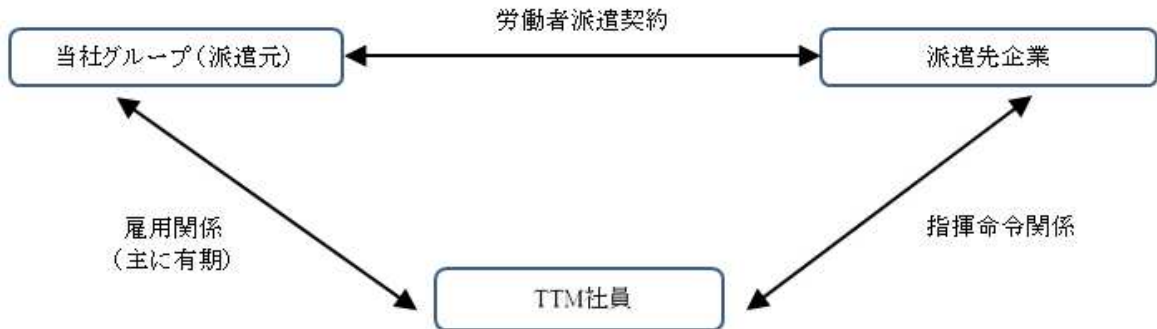 労働者派遣契約
当社グループ(派遣元)
派遣先企業
雇用関係
(主に有期)
指揮命令関係
TTM社員